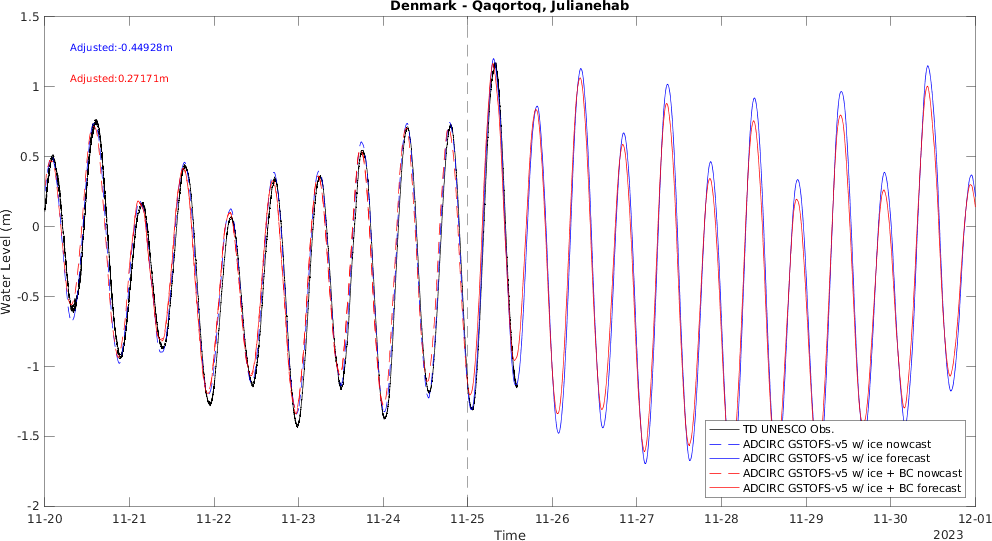 Denmark - Qaqortoq, Julianehab
1.5
1
0.5
0
-0.5
-1
-1.5
-2
Water Level (m)
Adjusted:-0.44928m
Adjusted:0.27171m
TD UNESCO Obs.
ADCIRC GSTOFS-v5 w/ ice nowcast
ADCIRC GSTOFS-v5 w/ ice forecast
ADCIRC GSTOFS-v5 w/ ice + BC nowcast
ADCIRC GSTOFS-v5 w/ ice + BC forecast
11-20 11-21 11-22 11-23 11-24 11-25 11-26 11-27 11-28 11-29 11-30 12-01
Time
2023